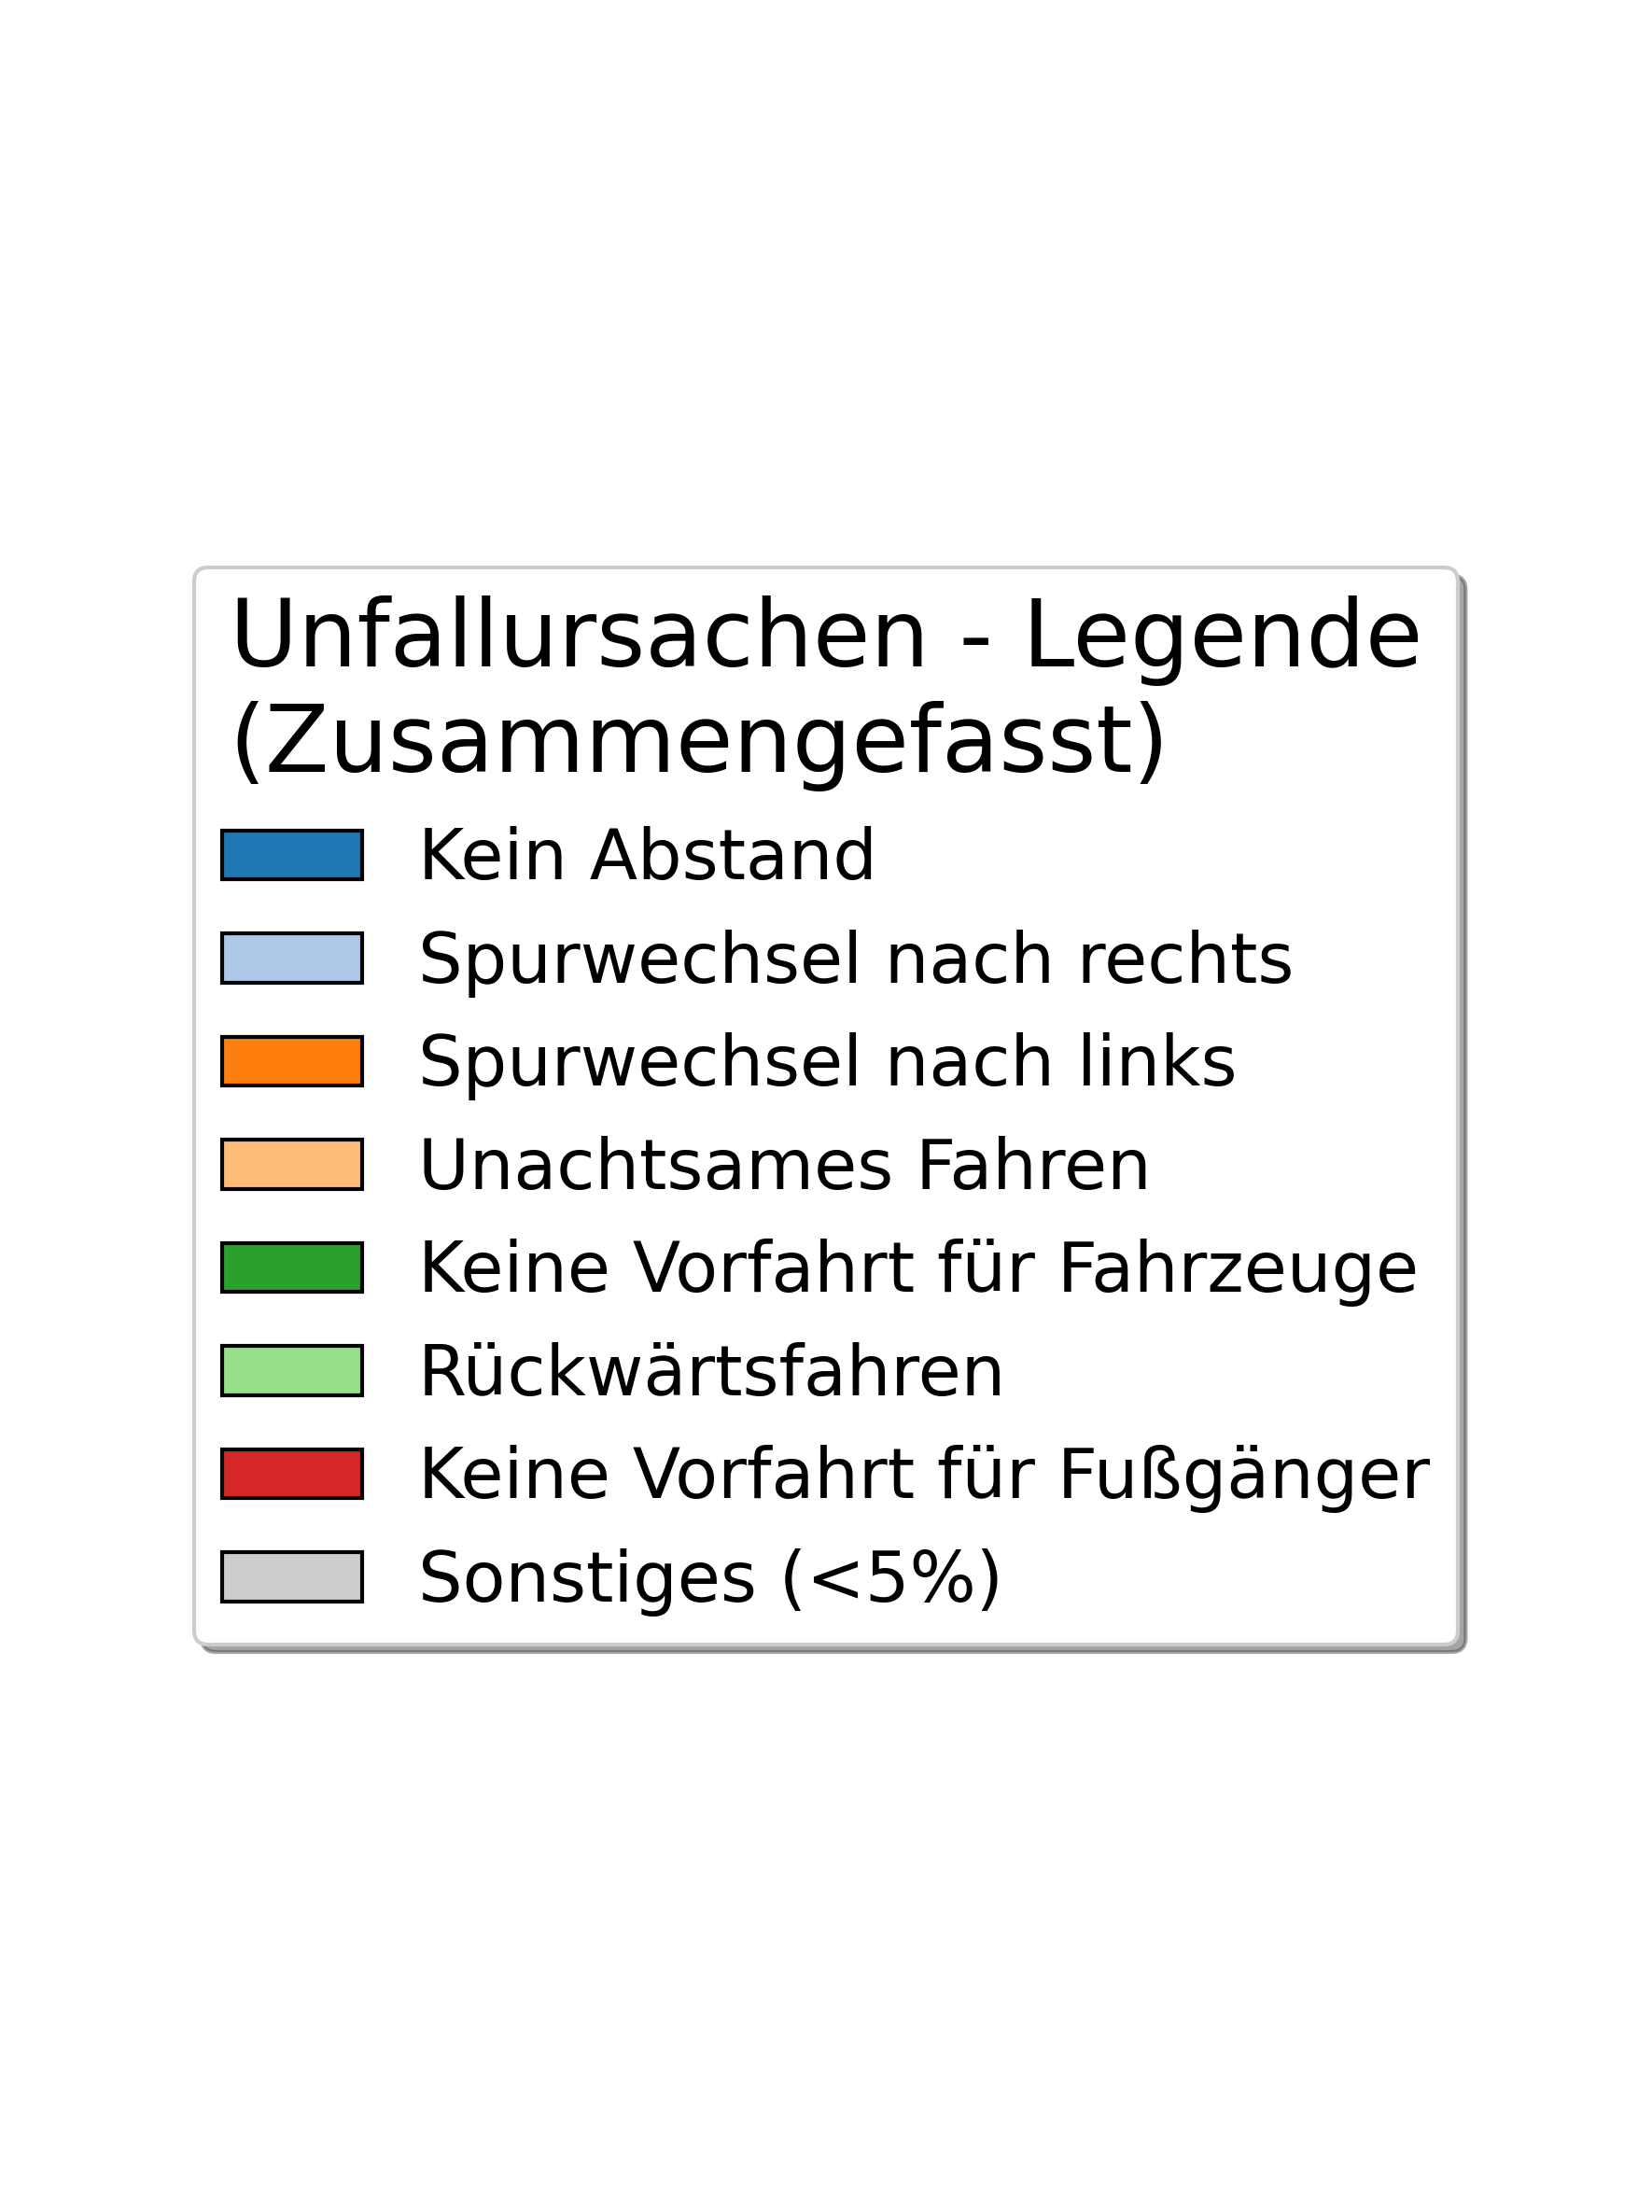 Unfallursachen - Legende
(Zusammengefasst)
Kein Abstand
Spurwechsel nach rechts
Spurwechsel nach links
Unachtsames Fahren
Keine Vorfahrt für Fahrzeuge
Rückwärtsfahren
Keine Vorfahrt für Fußgänger
Sonstiges (<5%)